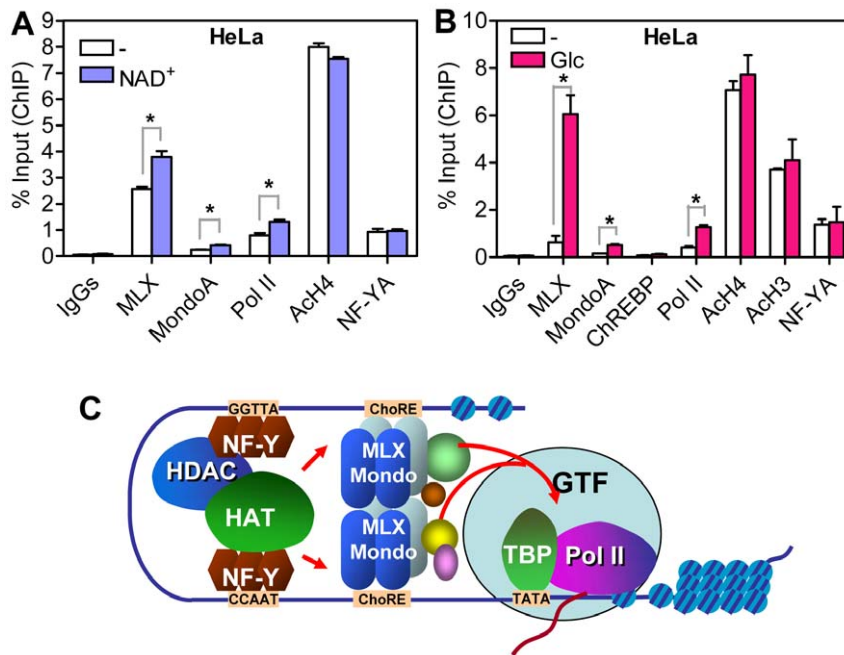 A
HeLa
-
NAD+
% Input (ChIP)
9
8
7
6
5
4
3
2
1
0
*
*
*
IgGs
MLX
MondoA
Pol II
AcH4
NF-YA
B
HeLa
-
Glc
% Input (ChIP)
10
8
6
4
2
0
*
*
*
IgGs
MLX
MondoA
ChREBP
Pol II
AcH4
AcH3
NF-YA
C
GGTTA
ChoRE
NF-Y
HDAC
HAT
NF-Y
CCAAT
MLX
Mondo
MLX
Mondo
ChoRE
GTF
TBP
Pol II
TATA